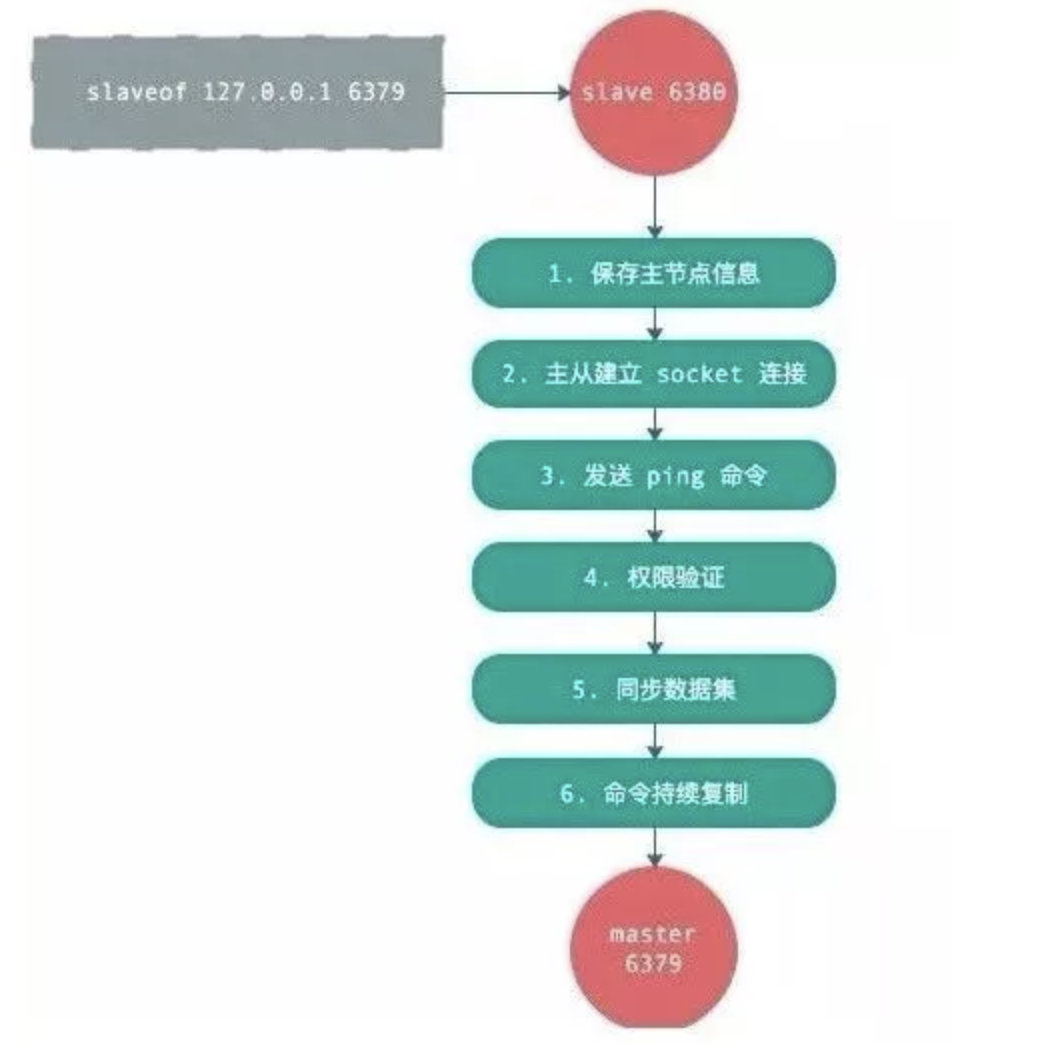 slaveof 127.0.0.1 6379
slave 6380
1. 保存主节点信息
2. 主从建立 socket 连接
3. 发送 ping 命令
4. 权限验证
5. 同步数据集
6. 命令持续复制
master
6379